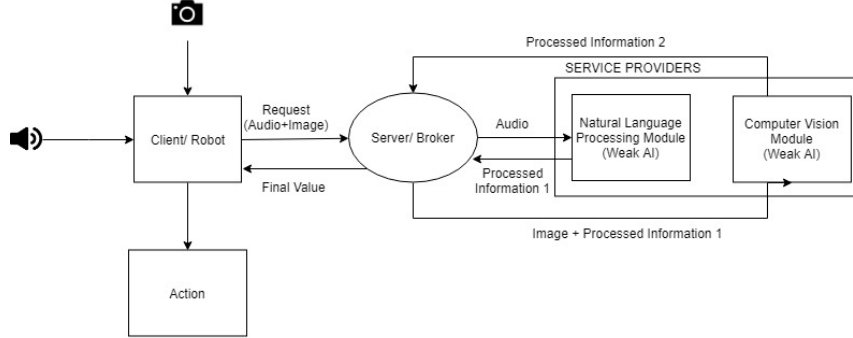 Processed Information 2
SERVICE PROVIDERS
Client/ Robot
Request
(Audio+Image)
Server/ Broker
Audio
Natural Language
Processing Module
(Weak AI)
Computer Vision
Module
(Weak AI)
Final Value
Processed
Information 1
Image + Processed Information 1
Action